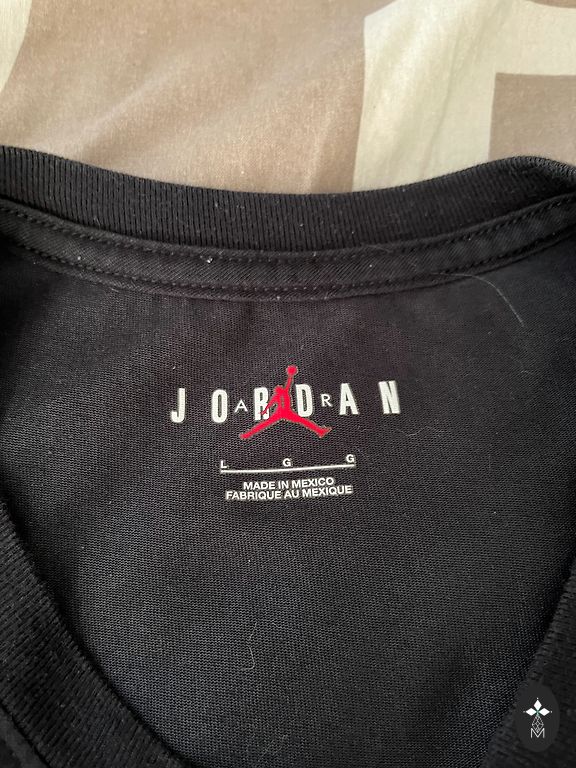 JORDAN
A R
L G G
MADE IN MEXICO
FABRIQUE AU MEXIQUE
M